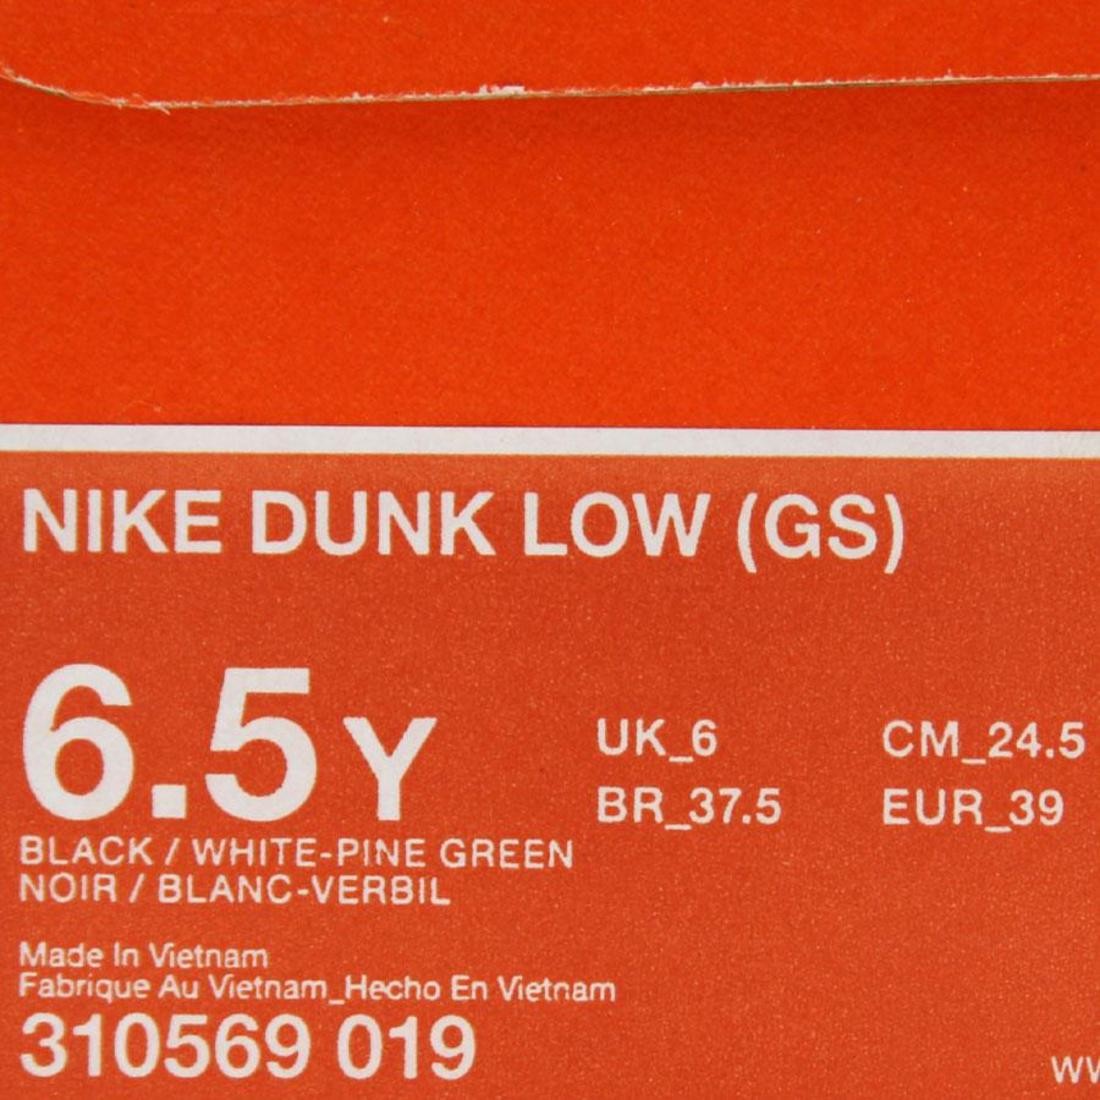 NIKE DUNK LOW (GS)
6.5 Y
UK_6 CM_24.5
BR_37.5 EUR_39
BLACK / WHITE-PINE GREEN
NOIR / BLANC-VERBIL
Made In Vietnam
Fabrique Au Vietnam_Hecho En Vietnam
310569 019